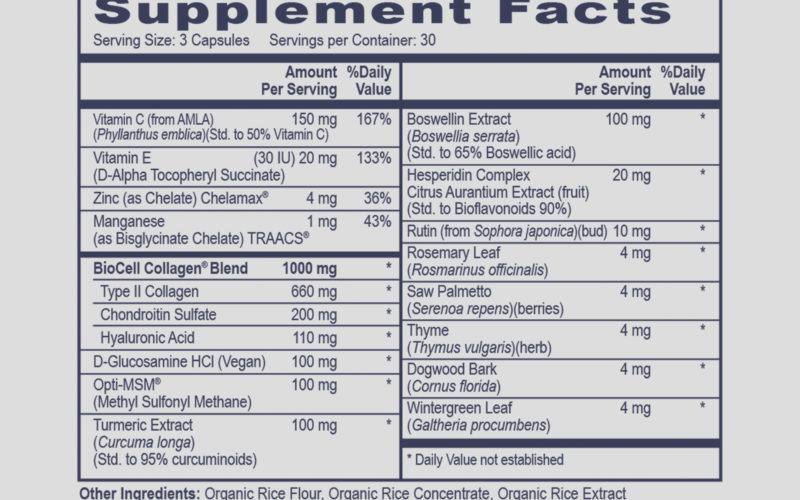 Supplement Facts
Serving Size: 3 Capsules Servings per Container: 30
Amount Per Serving %Daily Value
Vitamin C (from AMLA) 150 mg 167%
(Phyllanthus emblica)(Std. to 50% Vitamin C)
Vitamin E (30 IU) 20 mg 133%
(D-Alpha Tocopheryl Succinate)
Zinc (as Chelate) Chelamax® 4 mg 36%
Manganese 1 mg 43%
(as Bisglycinate Chelate) TRAACS®
BioCell Collagen® Blend 1000 mg *
Type II Collagen 660 mg *
Chondroitin Sulfate 200 mg *
Hyaluronic Acid 110 mg *
D-Glucosamine HCl (Vegan) 100 mg *
Opti-MSM® 100 mg *
(Methyl Sulfonyl Methane)
Turmeric Extract 100 mg *
(Curcuma longa)
(Std. to 95% curcuminoids)
Amount Per Serving %Daily Value
Boswellin Extract 100 mg *
(Boswellia serrata)
(Std. to 65% Boswellic acid)
Hesperidin Complex 20 mg *
Citrus Aurantium Extract (fruit)
(Std. to Bioflavonoids 90%)
Rutin (from Sophora japonica)(bud) 10 mg *
Rosemary Leaf 4 mg *
(Rosmarinus officinalis)
Saw Palmetto 4 mg *
(Serenoa repens)(berries)
Thyme 4 mg *
(Thymus vulgaris)(herb)
Dogwood Bark 4 mg *
(Cornus florida)
Wintergreen Leaf 4 mg *
(Galtheria procumbens)
* Daily Value not established
Other Ingredients: Organic Rice Flour, Organic Rice Concentrate, Organic Rice Extract